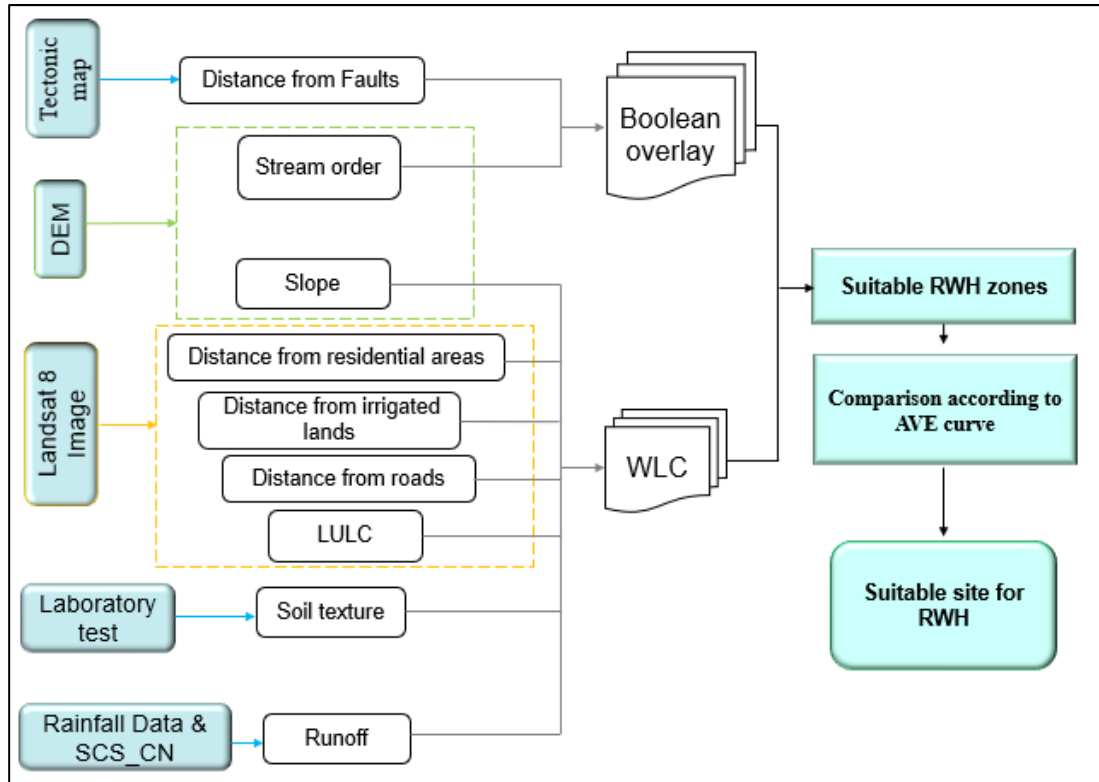 Tectonic
map
Distance from Faults
Boolean
overlay
Stream order
DEM
Slope
Suitable RWH zones
Landsat 8
Image
Distance from residential areas
Distance from irrigated
lands
Distance from roads
LULC
WLC
Comparison according to
AVE curve
Laboratory
test
Soil texture
Suitable site for
RWH
Rainfall Data &
SCS_CN
Runoff